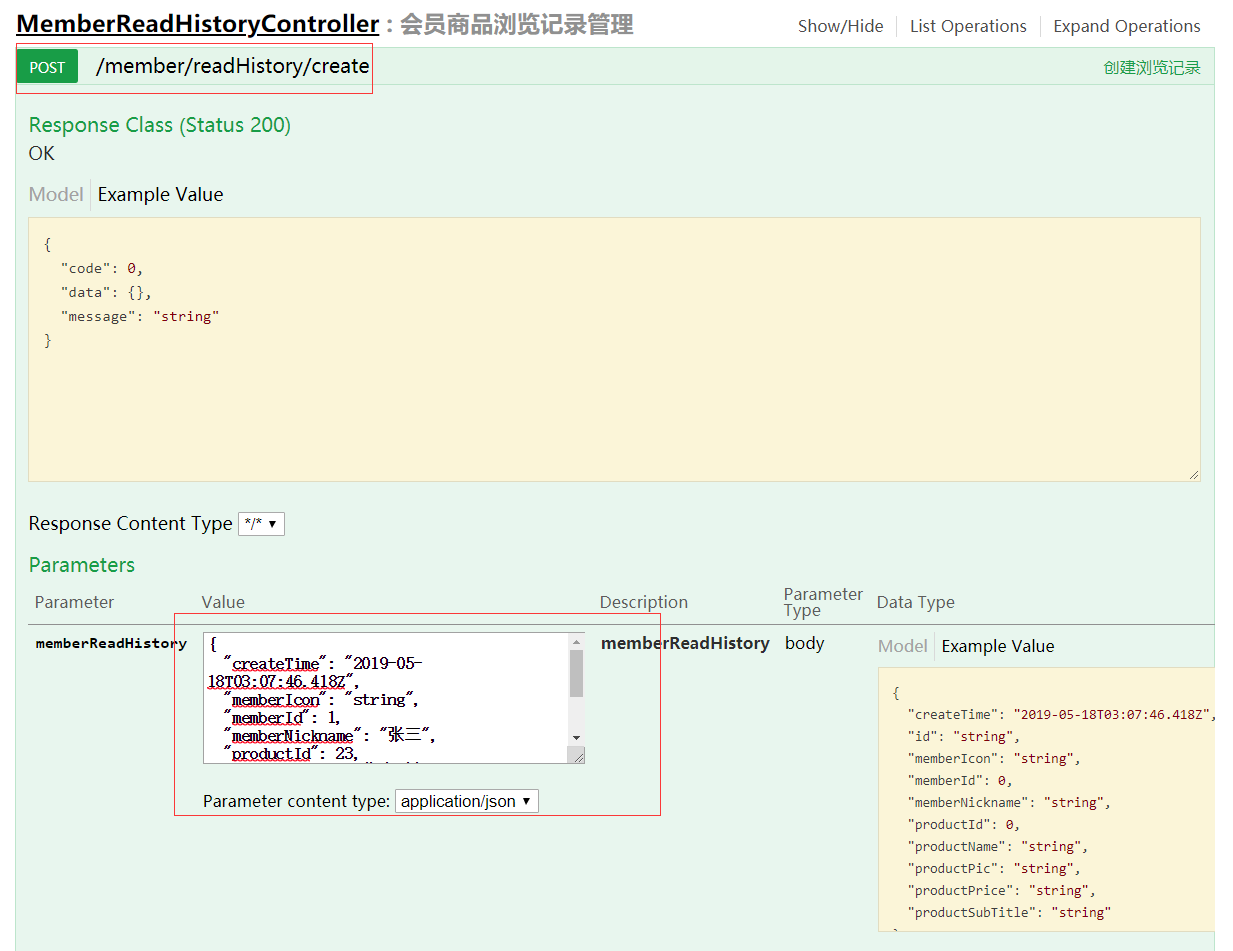 MemberReadHistoryController : 会员商品浏览记录管理
Show/Hide
List Operations
Expand Operations
POST
/member/readHistory/create
创建浏览记录
Response Class (Status 200)
OK
Model
Example Value
{
"code": 0,
"data": {},
"message": "string"
}
Response Content Type
*/*
Parameters
Parameter
Value
Description
Parameter
Type
Data Type
memberReadHistory
{
"createTime": "2019-05-
18T03:07:46.418Z",
"memberIcon": "string",
"memberId": 1,
"memberNickname": "张三",
"productId": 23,
Parameter content type:
application/json
memberReadHistory
body
Model
Example Value
{
"createTime": "2019-05-18T03:07:46.418Z",
"id": "string",
"memberIcon": "string",
"memberId": 0,
"memberNickname": "string",
"productId": 0,
"productName": "string",
"productPic": "string",
"productPrice": "string",
"productSubTitle": "string"